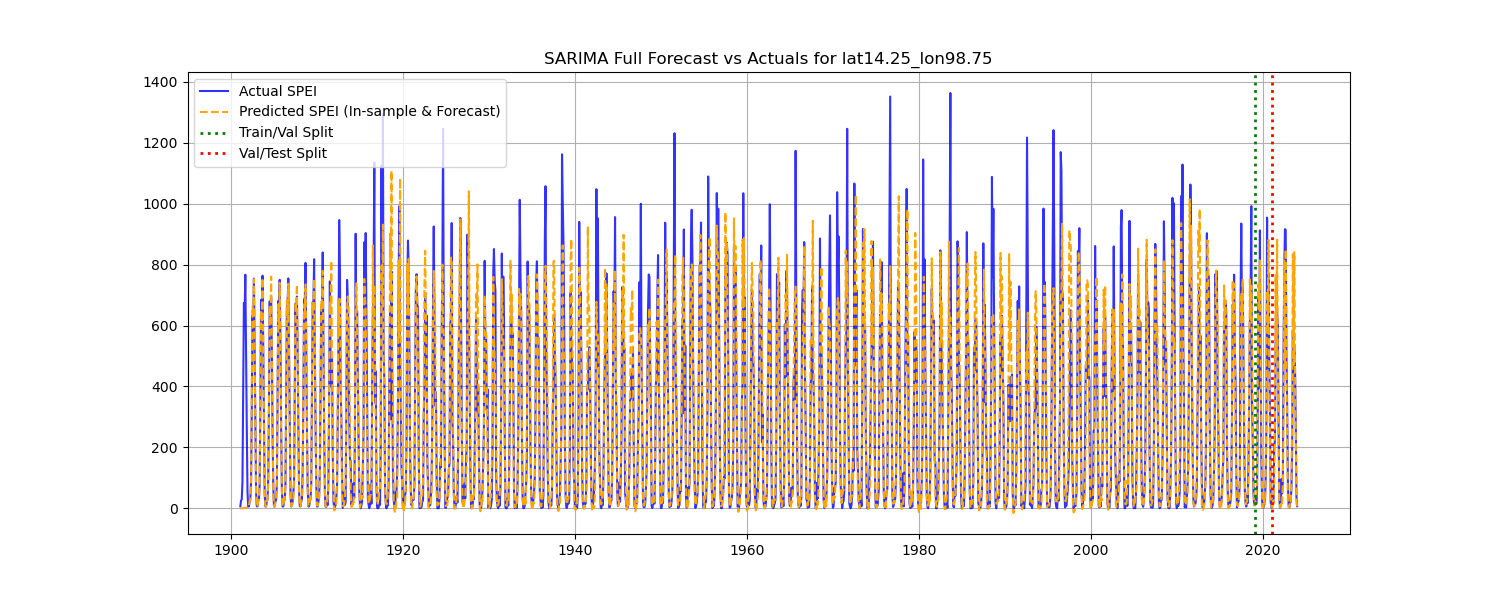 SARIMA Full Forecast vs Actuals for lat14.25_lon98.75
Actual SPEI
Predicted SPEI (In-sample & Forecast)
Train/Val Split
Val/Test Split
1400
1200
1000
800
600
400
200
0
1900 1920 1940 1960 1980 2000 2020